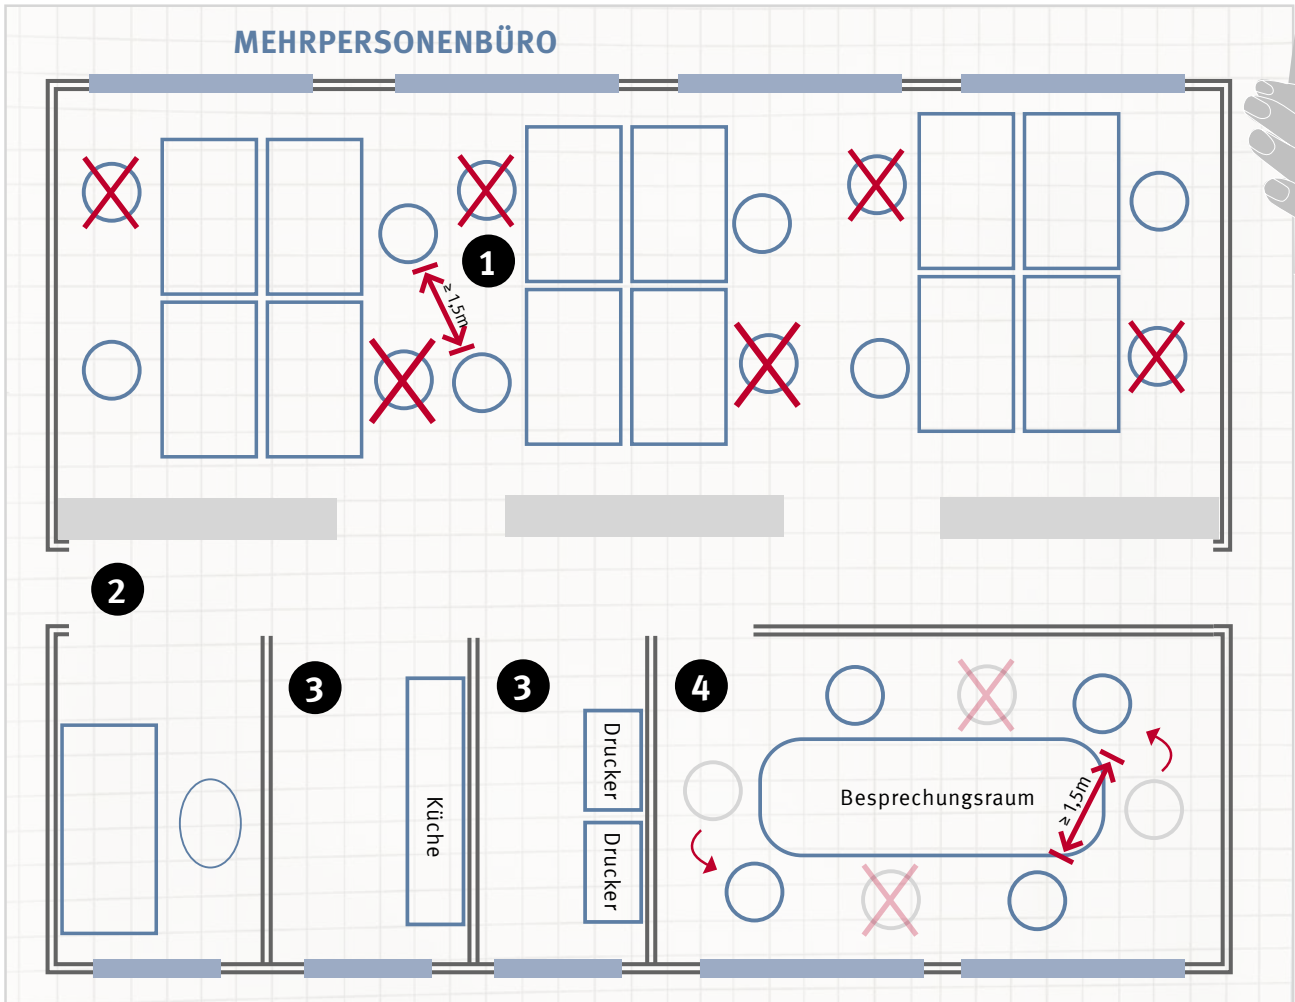 MEHRPERSONENBÜRO
1
≥ 1,5m
2
3
3
4
Küche
Drucker
Drucker
Besprechungsraum
≥ 1,5m